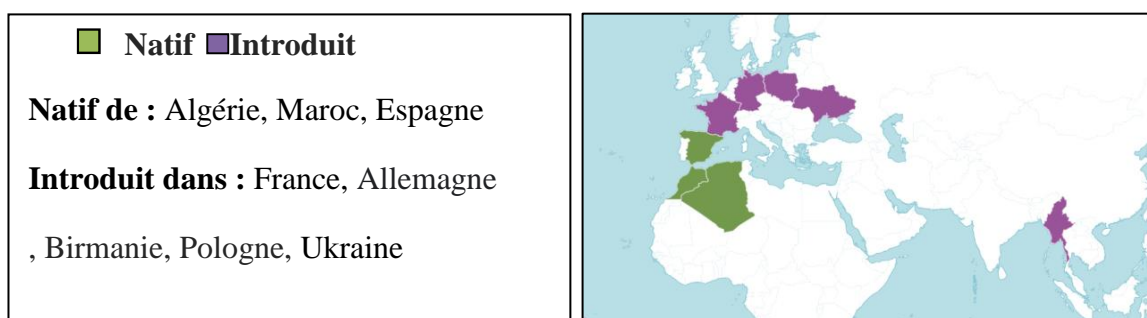 Natif Introduit
Natif de : Algérie, Maroc, Espagne
Introduit dans : France, Allemagne
, Birmanie, Pologne, Ukraine